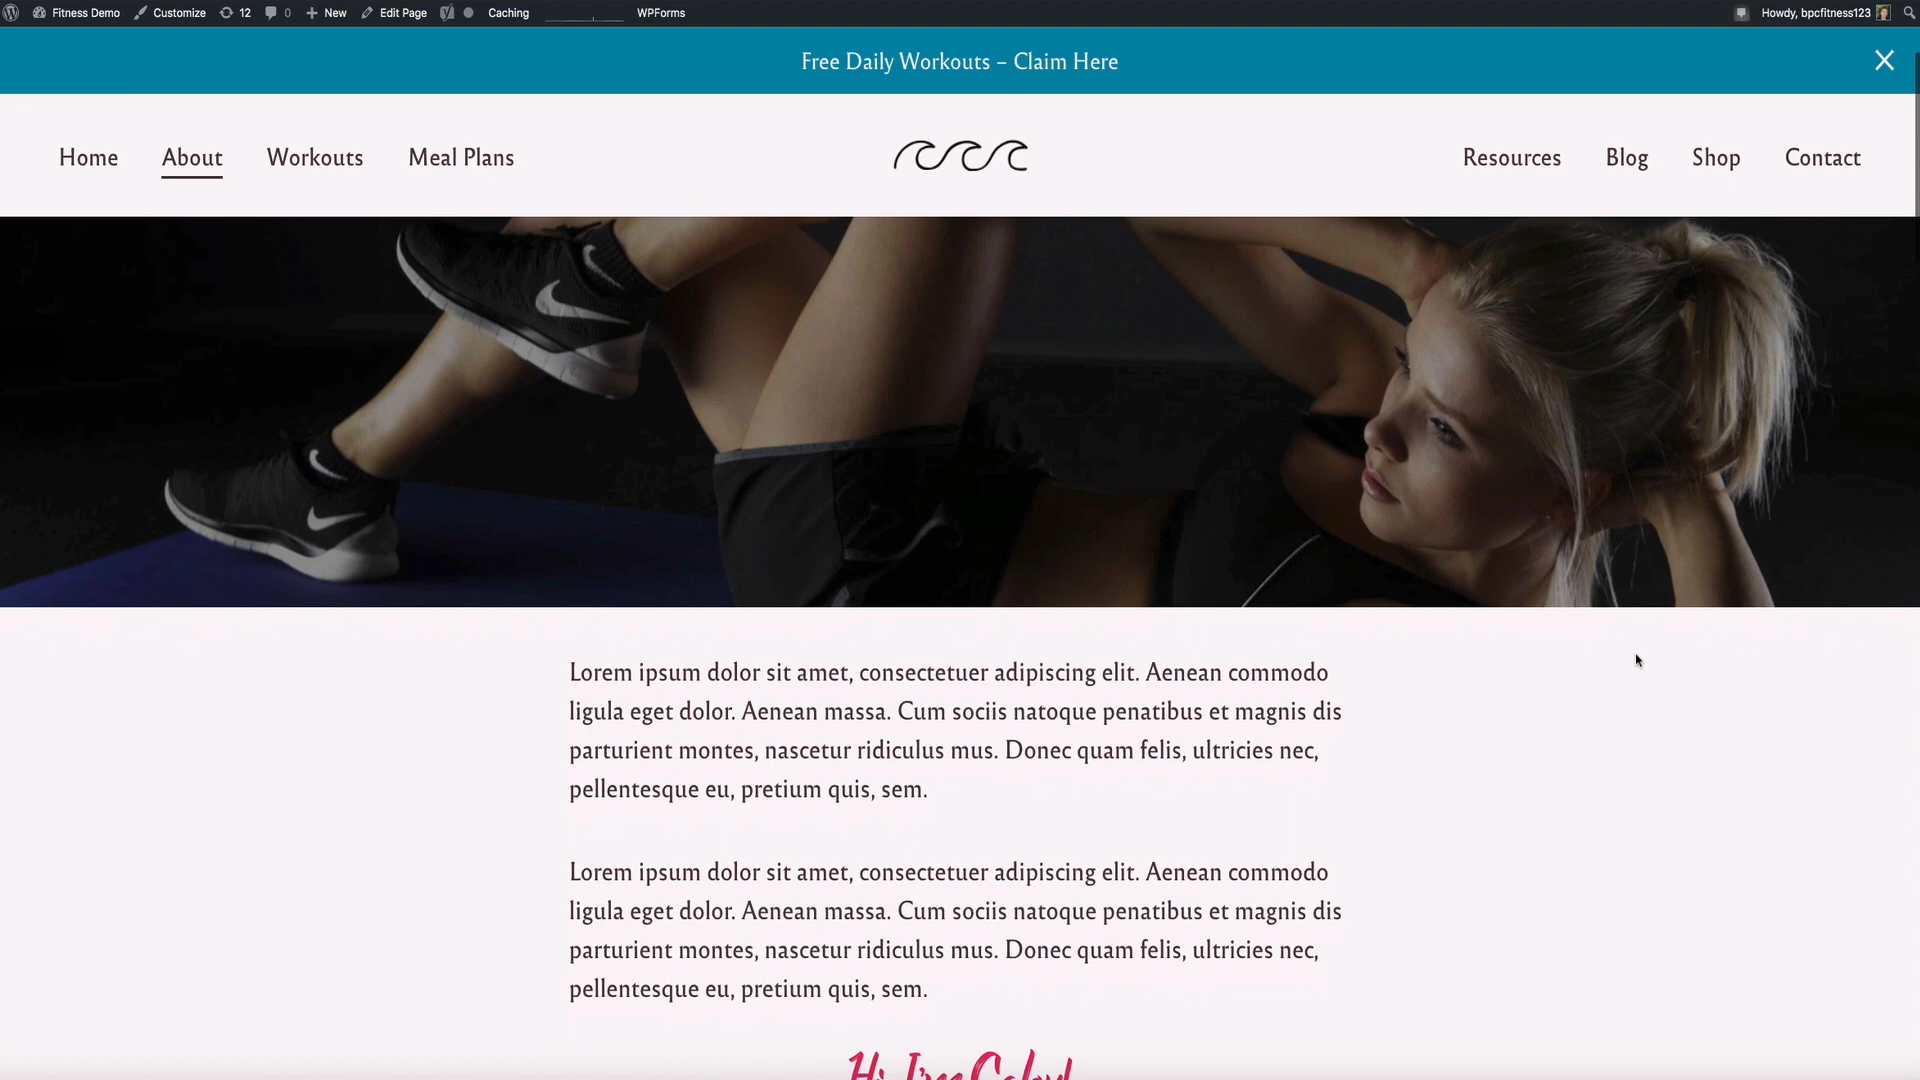 Fitness Demo Customize 12 0 New Edit Page Caching WPForms Howdy, bpcfitness123
Free Daily Workouts – Claim Here
Home About Workouts Meal Plans Resources Blog Shop Contact
Lorem ipsum dolor sit amet, consectetuer adipiscing elit. Aenean commodo
ligula eget dolor. Aenean massa. Cum sociis natoque penatibus et magnis dis
parturient montes, nascetur ridiculus mus. Donec quam felis, ultricies nec,
pellentesque eu, pretium quis, sem.
Lorem ipsum dolor sit amet, consectetuer adipiscing elit. Aenean commodo
ligula eget dolor. Aenean massa. Cum sociis natoque penatibus et magnis dis
parturient montes, nascetur ridiculus mus. Donec quam felis, ultricies nec,
pellentesque eu, pretium quis, sem.
Hi, I'm